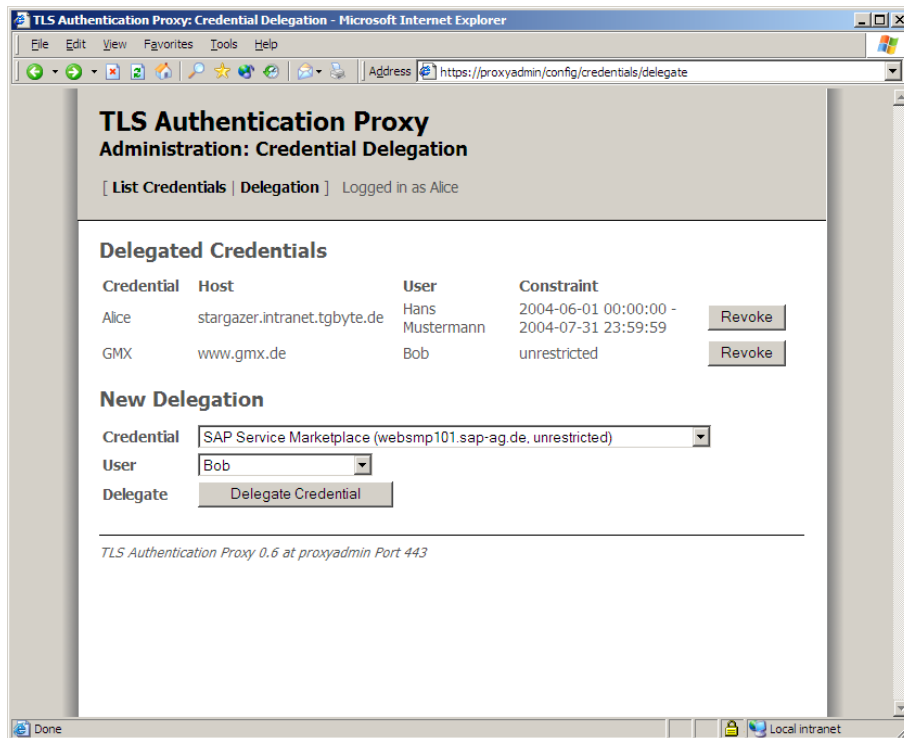 TLS Authentication Proxy: Credential Delegation - Microsoft Internet Explorer
File Edit View Favorites Tools Help
Address https://proxyadmin/config/credentials/delegate
TLS Authentication Proxy
Administration: Credential Delegation
[ List Credentials | Delegation ] Logged in as Alice
Delegated Credentials
Credential Host User Constraint
Alice stargazer.intranet.tgbyte.de Hans Mustermann 2004-06-01 00:00:00 - 2004-07-31 23:59:59 Revoke
GMX www.gmx.de Bob unrestricted Revoke
New Delegation
Credential SAP Service Marketplace (websmp101.sap-ag.de, unrestricted)
User Bob
Delegate Delegate Credential
TLS Authentication Proxy 0.6 at proxyadmin Port 443
Done Local intranet